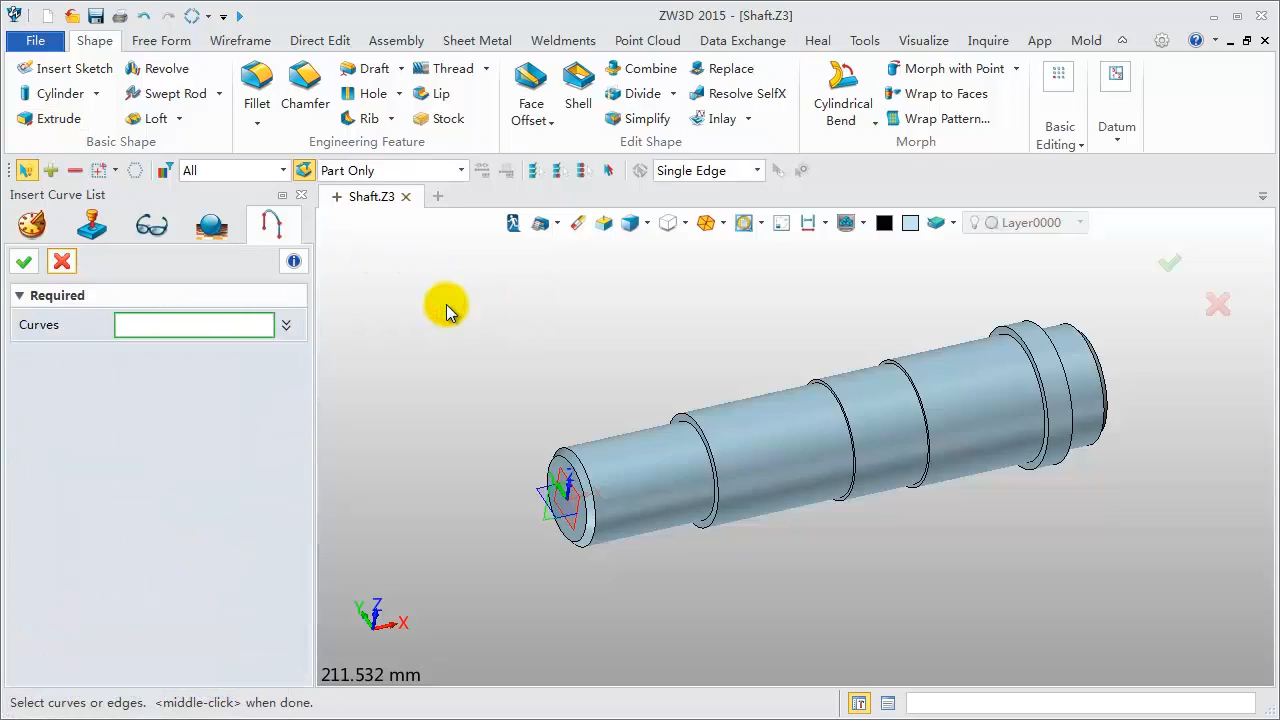 ZW3D 2015 - [Shaft.Z3]
File Shape Free Form Wireframe Direct Edit Assembly Sheet Metal Weldments Point Cloud Data Exchange Heal Tools Visualize Inquire App Mold
Insert Sketch Revolve Draft Thread Combine Replace Morph with Point
Cylinder Swept Rod Fillet Chamfer Hole Lip Face Offset Shell Divide Resolve SelfX Cylindrical Bend Wrap to Faces
Extrude Loft Rib Stock Simplify Inlay Wrap Pattern... Basic Editing Datum
Basic Shape Engineering Feature Edit Shape Morph
All Part Only Single Edge
Insert Curve List Shaft.Z3
Layer0000
Required
Curves
Z
Y Z
X
211.532 mm
Select curves or edges. <middle-click> when done.